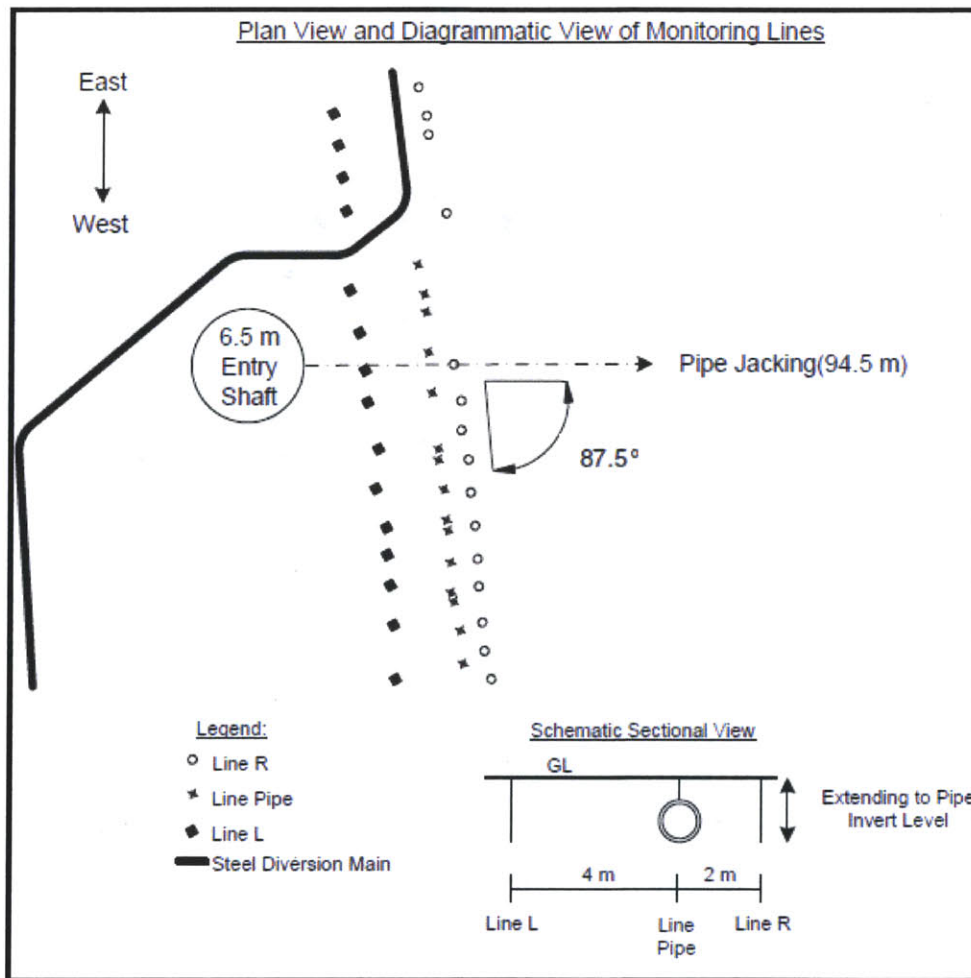 Plan View and Diagrammatic View of Monitoring Lines
East
West
6.5 m
Entry
Shaft
Pipe Jacking(94.5 m)
87.5°
Legend:
Line R
Line Pipe
Line L
Steel Diversion Main
Schematic Sectional View
GL
Extending to Pipe
Invert Level
4 m
2 m
Line L
Line
Pipe
Line R